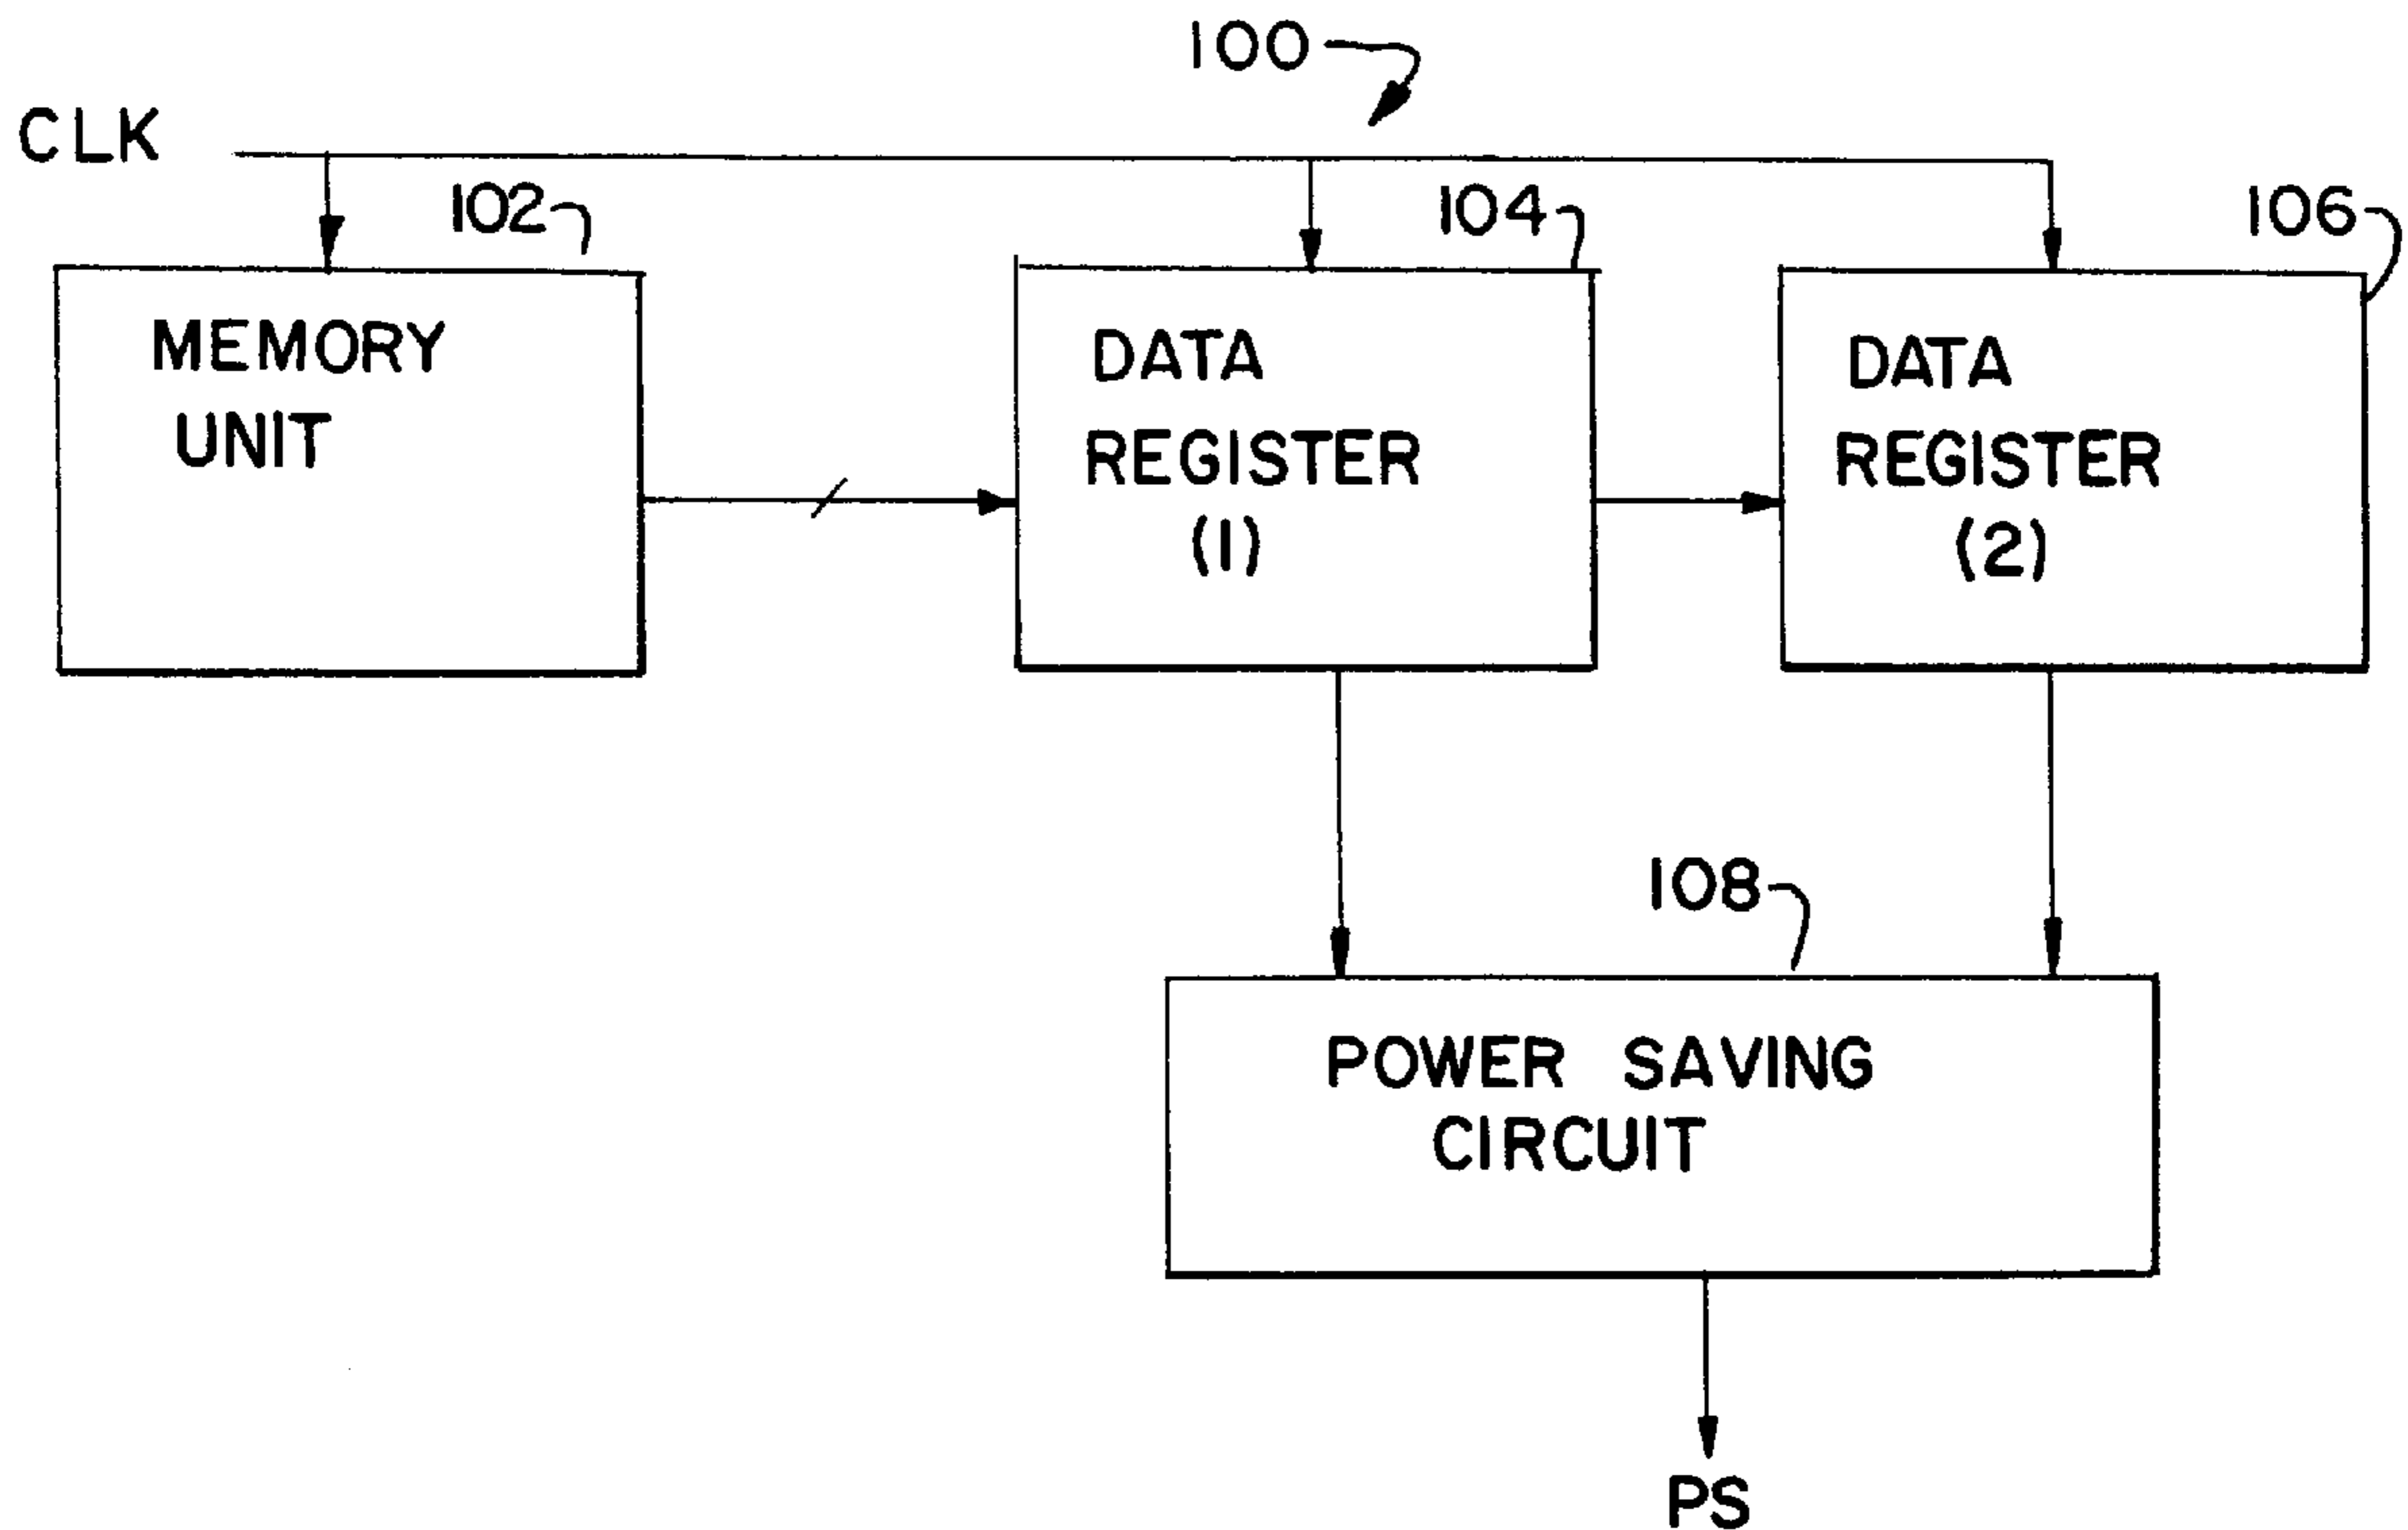 100
CLK
102
104
106
MEMORY
UNIT
DATA
REGISTER
(1)
DATA
REGISTER
(2)
108
POWER SAVING
CIRCUIT
PS